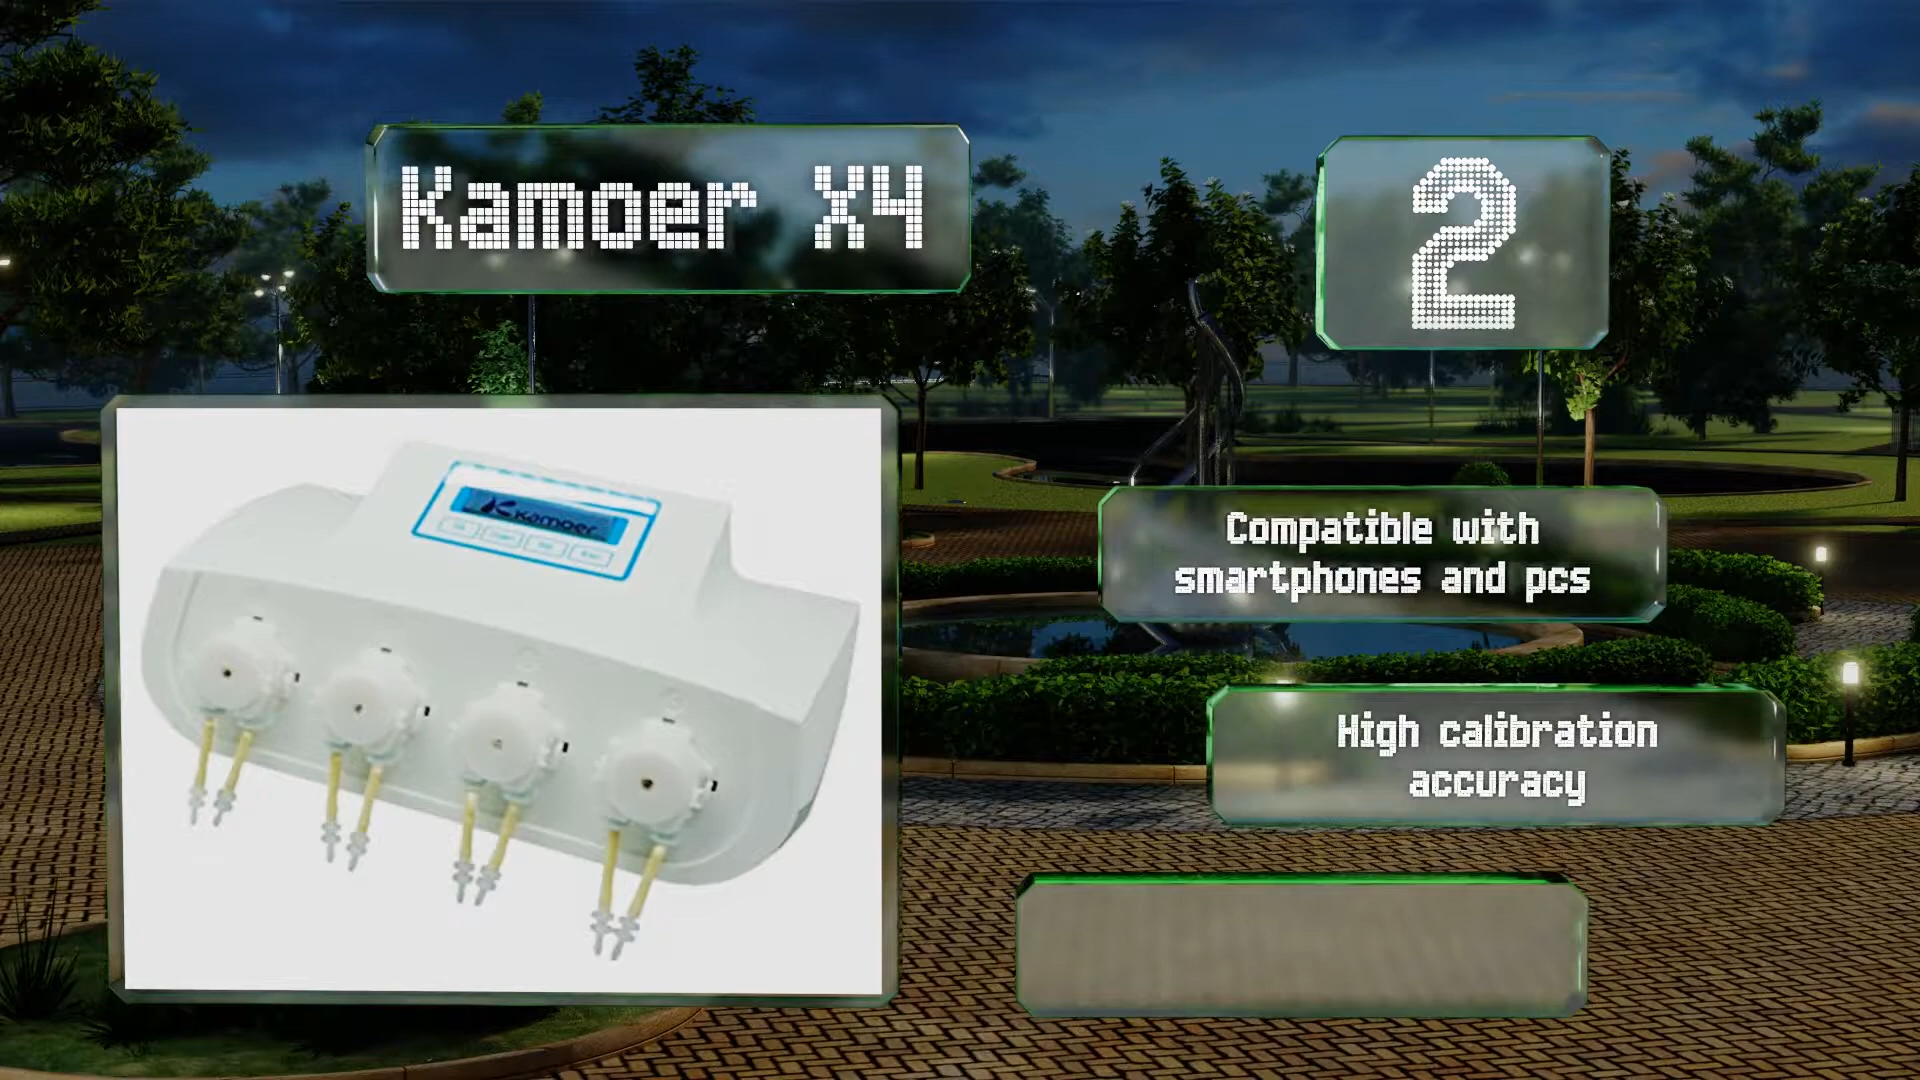 Kamoer X4
2
Kamoer
Compatible with
smartphones and pcs
High calibration
accuracy